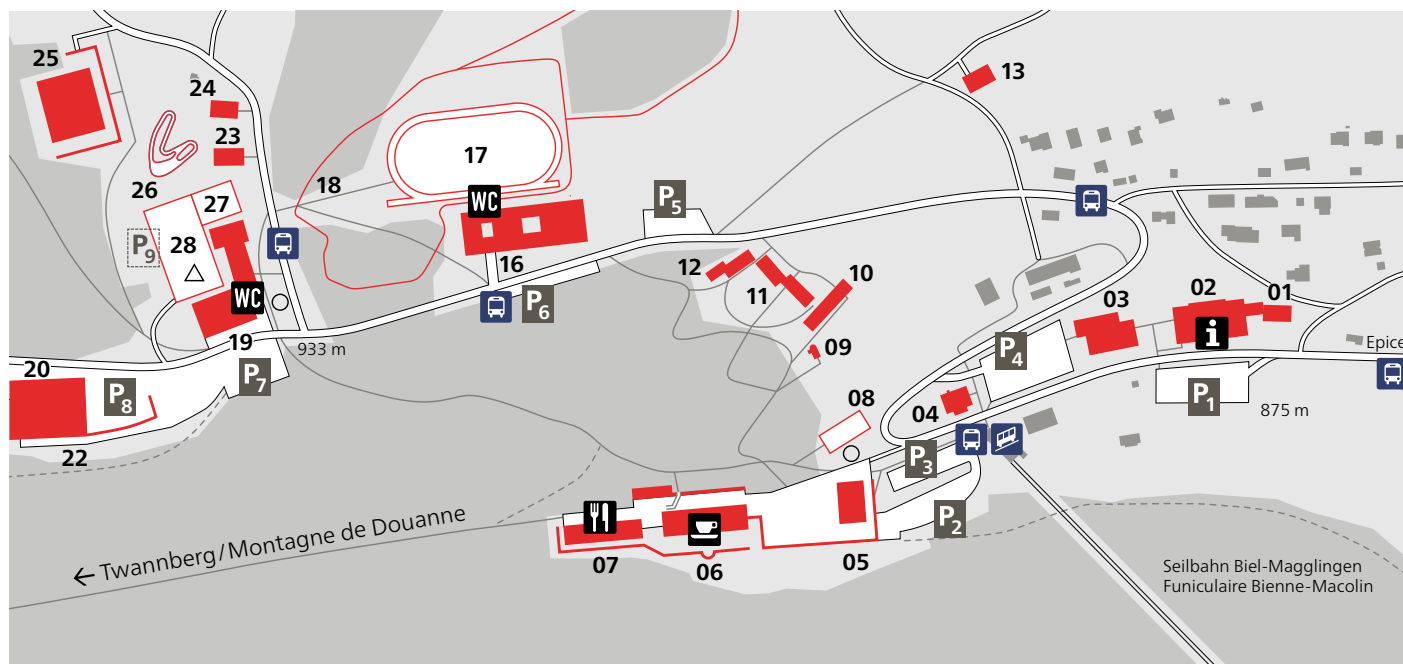 25
24
23
26
27
28
P9
WC
19
20
P8
22
P7
933 m
18
17
WC
16
P6
P5
13
12
11
10
09
08
04
03
02
01
i
P4
P1
875 m
Epice
P3
P2
05
06
07
← Twannberg/Montagne de Douanne
Seilbahn Biel-Magglingen
Funiculaire Bienne-Macolin